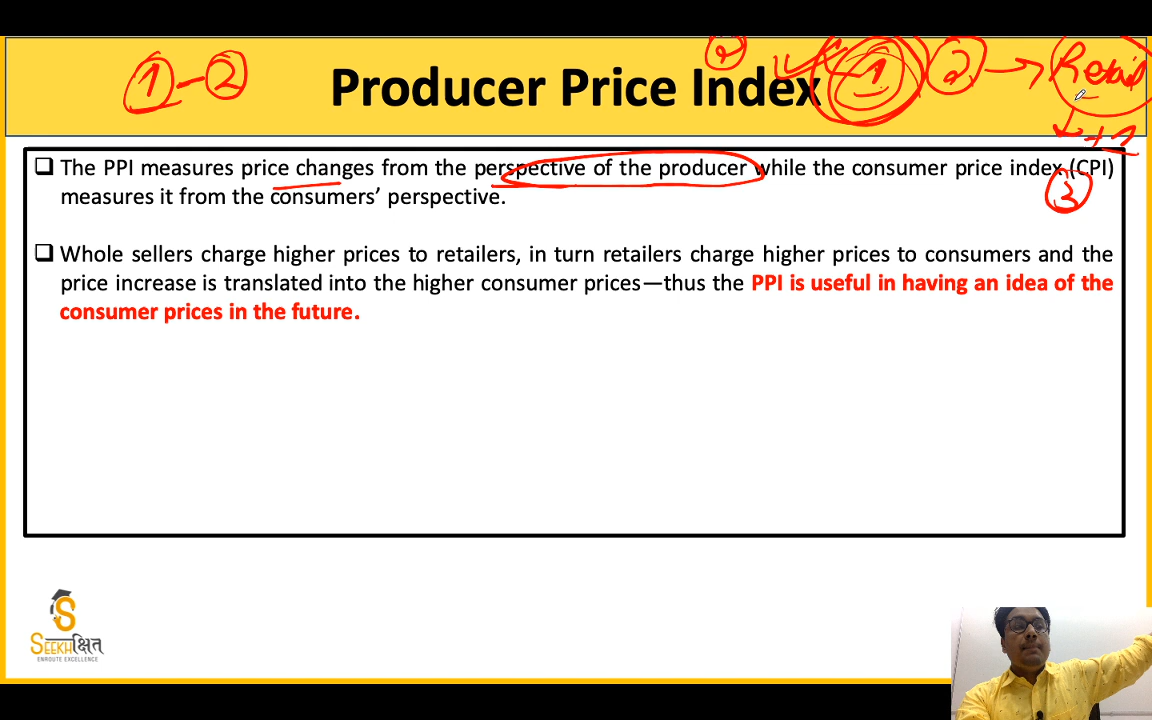 1 - 2
Producer Price Index
2
1
2 → Retail
+1
3
❑ The PPI measures price changes from the perspective of the producer while the consumer price index (CPI)
measures it from the consumers’ perspective.
❑ Whole sellers charge higher prices to retailers, in turn retailers charge higher prices to consumers and the
price increase is translated into the higher consumer prices—thus the PPI is useful in having an idea of the
consumer prices in the future.
SEEKHक्षित
ENROUTE EXCELLENCE